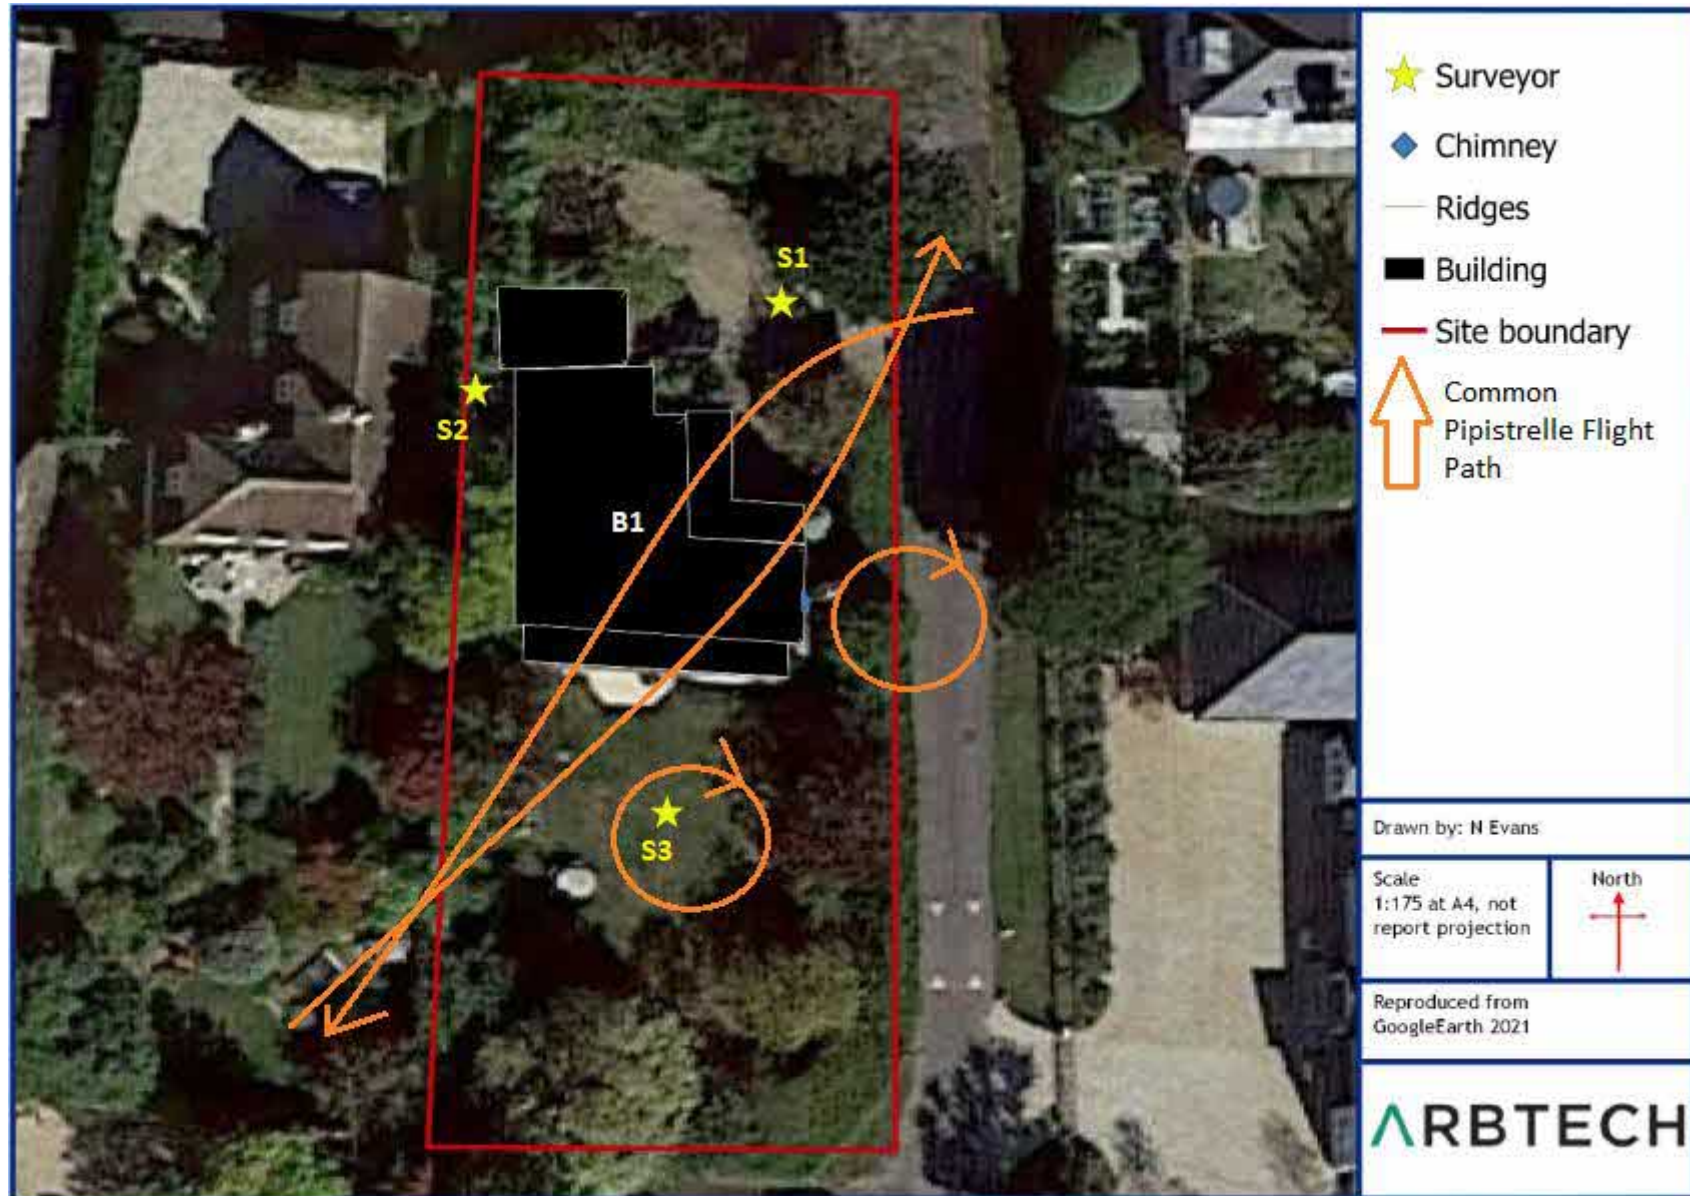 S1
S2
B1
S3
Surveyor
Chimney
Ridges
Building
Site boundary
Common
Pipistrelle Flight
Path
Drawn by: N Evans
Scale
1:175 at A4, not
report projection
North
Reproduced from
GoogleEarth 2021
ARBTECH